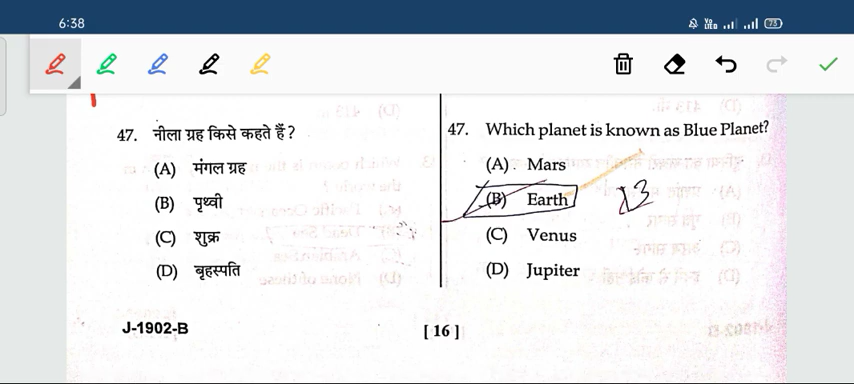 6:38
73
47. नीला ग्रह किसे कहते हैं ?
(A) मंगल ग्रह
(B) पृथ्वी
(C) शुक्र
(D) बृहस्पति
47. Which planet is known as Blue Planet?
(A). Mars
(B) Earth
(C) Venus
(D) Jupiter
J-1902-B
[ 16 ]